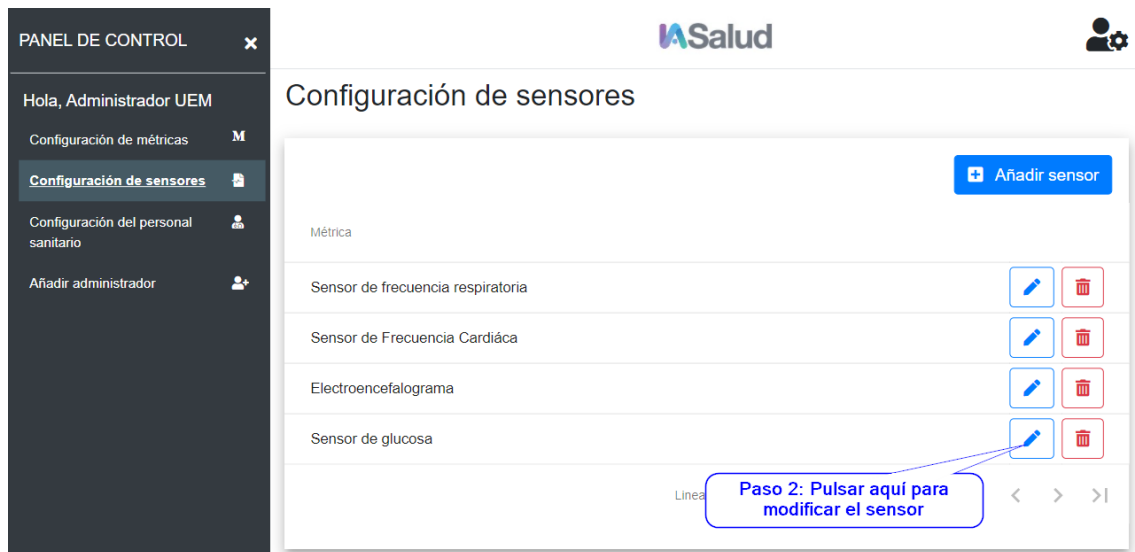 PANEL DE CONTROL
IASalud
Hola, Administrador UEM
Configuración de métricas M
Configuración de sensores
Configuración del personal
sanitario
Añadir administrador
Configuración de sensores
Añadir sensor
Métrica
Sensor de frecuencia respiratoria
Sensor de Frecuencia Cardiáca
Electroencefalograma
Sensor de glucosa
Linea
Paso 2: Pulsar aquí para
modificar el sensor